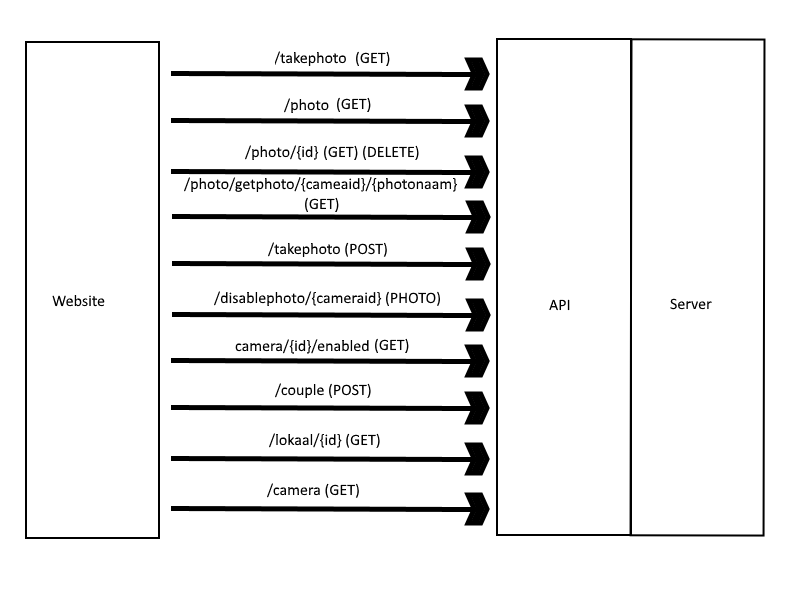 /takephoto (GET)
/photo (GET)
/photo/{id} (GET) (DELETE)
/photo/getphoto/{cameaid}/{photonaam}
(GET)
/takephoto (POST)
/disablephoto/{cameraid} (PHOTO)
Website
API
Server
camera/{id}/enabled (GET)
/couple (POST)
/lokaal/{id} (GET)
/camera (GET)